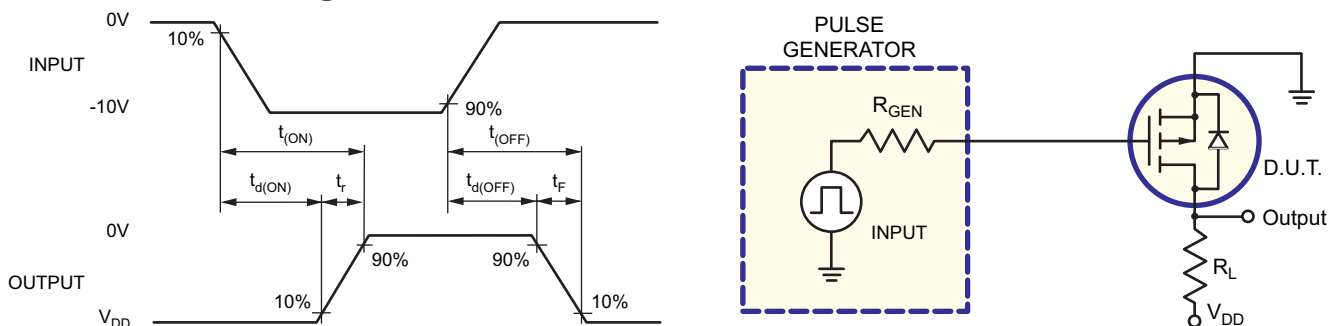 0V
10%
INPUT
-10V
90%
t(ON)
t(OFF)
td(ON)
tr
td(OFF)
tF
0V
90%
90%
OUTPUT
10%
10%
VDD
PULSE
GENERATOR
RGEN
INPUT
D.U.T.
Output
RL
VDD